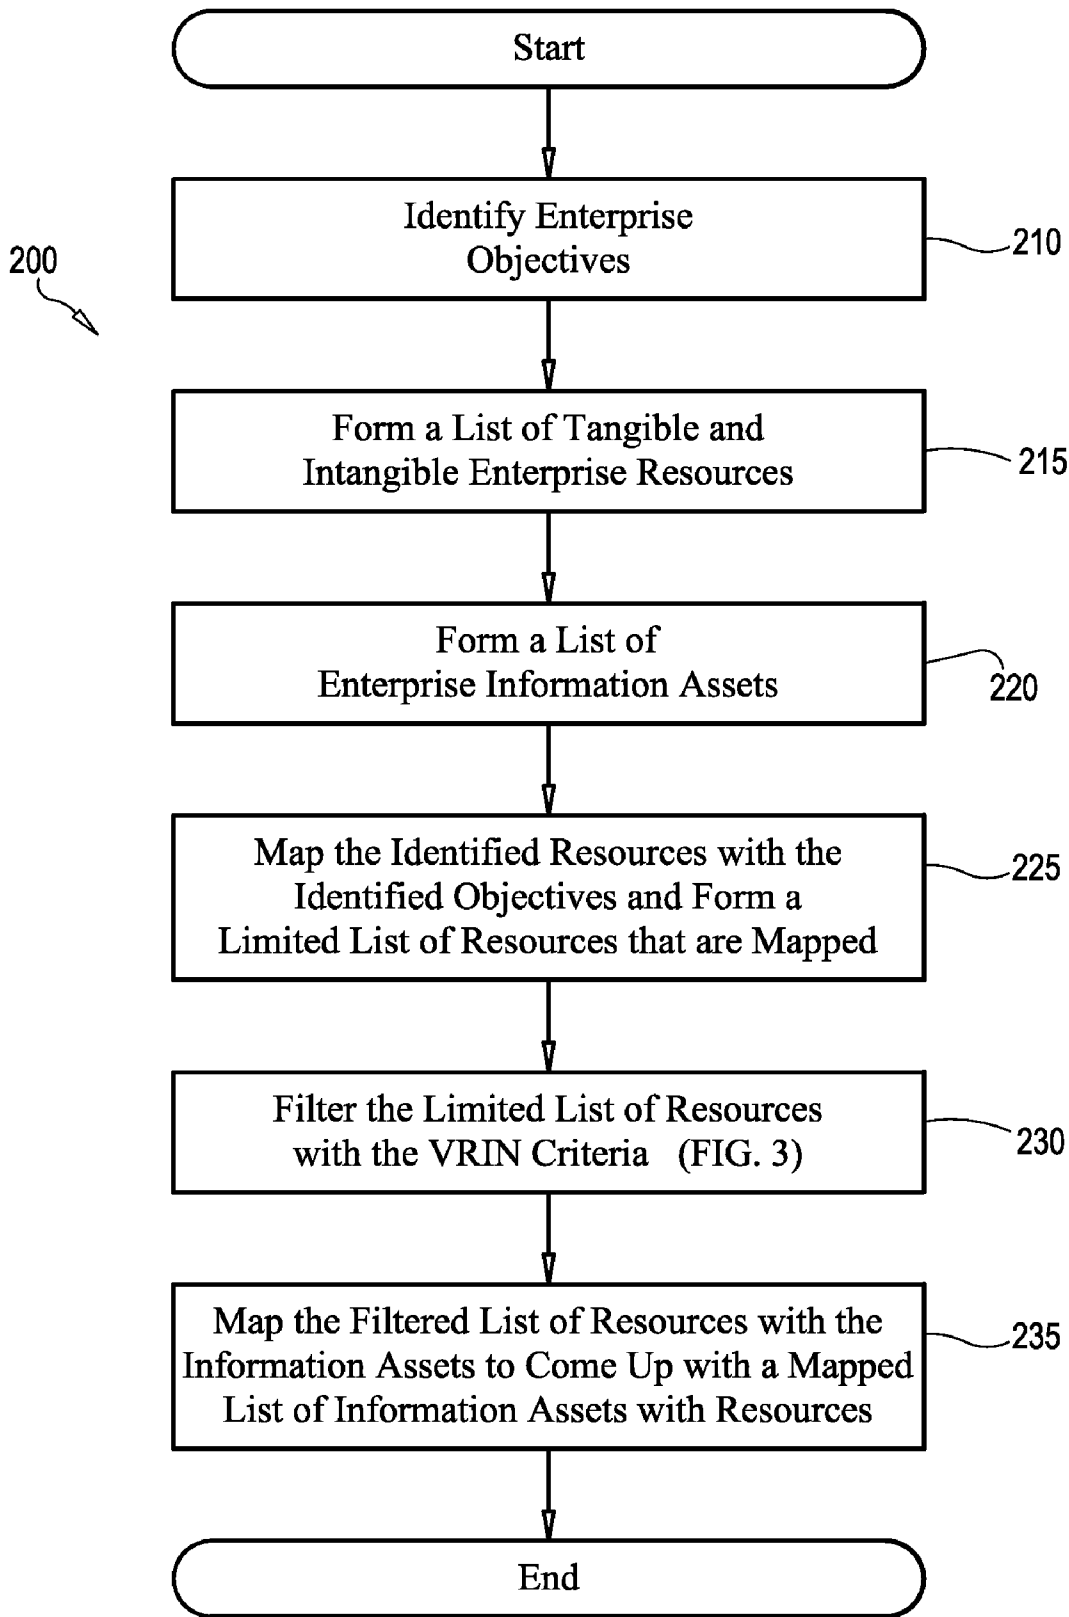 Start
Identify Enterprise
Objectives
210
200
Form a List of Tangible and
Intangible Enterprise Resources
215
Form a List of
Enterprise Information Assets
220
Map the Identified Resources with the
Identified Objectives and Form a
Limited List of Resources that are Mapped
225
Filter the Limited List of Resources
with the VRIN Criteria (FIG. 3)
230
Map the Filtered List of Resources with the
Information Assets to Come Up with a Mapped
List of Information Assets with Resources
235
End